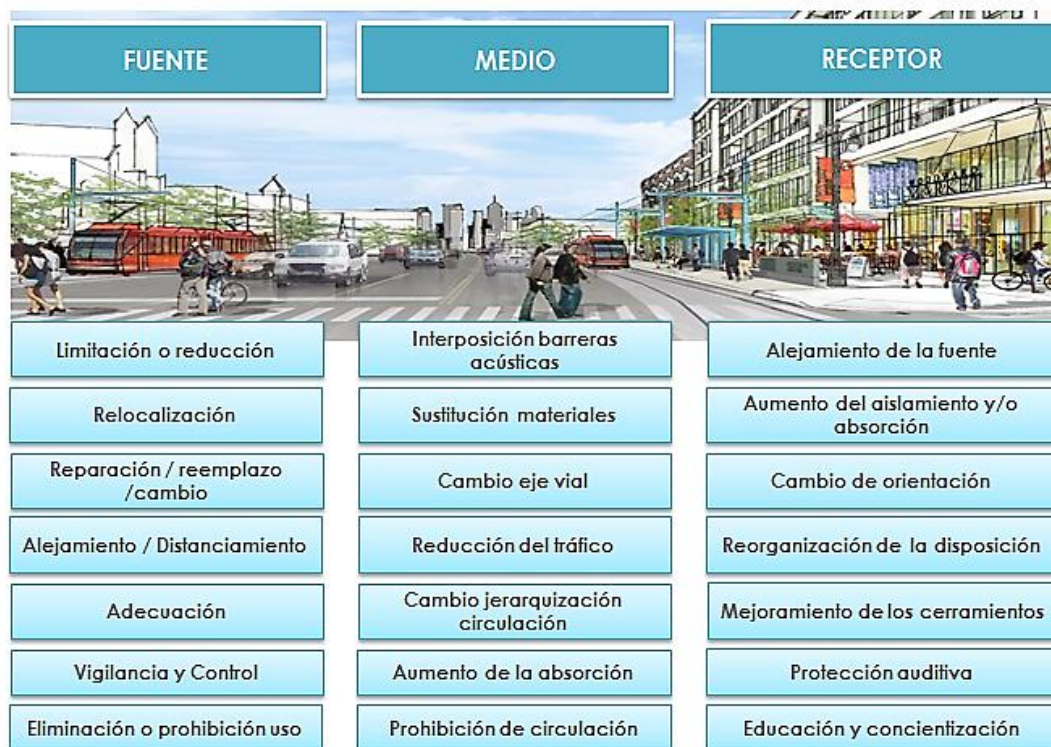 FUENTE
MEDIO
RECEPTOR
Limitación o reducción
Interposición barreras
acústicas
Alejamiento de la fuente
Relocalización
Sustitución materiales
Aumento del aislamiento y/o
absorción
Reparación / reemplazo
/cambio
Cambio eje vial
Cambio de orientación
Alejamiento / Distanciamiento
Reducción del tráfico
Reorganización de la disposición
Adecuación
Cambio jerarquización
circulación
Mejoramiento de los cerramientos
Vigilancia y Control
Aumento de la absorción
Protección auditiva
Eliminación o prohibición uso
Prohibición de circulación
Educación y concientización